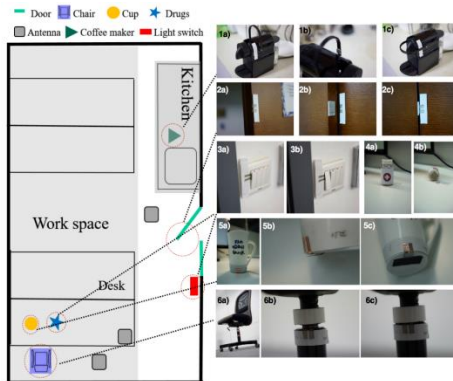 Door Chair Cup Drugs
Antenna Coffee maker Light switch
Kitchen
Work space
Desk
1a) 1b) 1c)
2a) 2b) 2c)
3a) 3b) 4a) 4b)
5a) 5b) 5c)
6a) 6b) 6c)